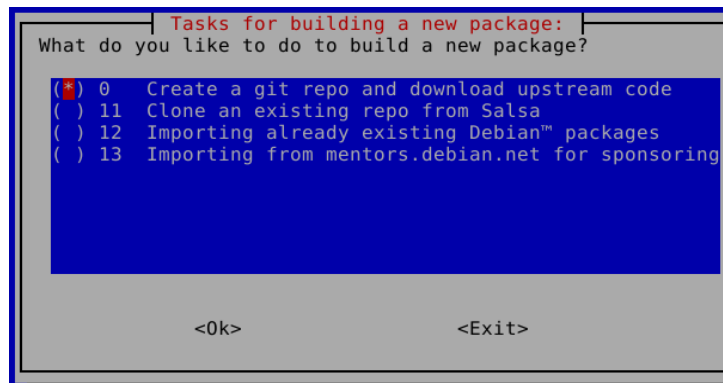 Tasks for building a new package:
What do you like to do to build a new package?
(*) 0 Create a git repo and download upstream code
( ) 11 Clone an existing repo from Salsa
( ) 12 Importing already existing Debian™ packages
( ) 13 Importing from mentors.debian.net for sponsoring
<Ok> <Exit>